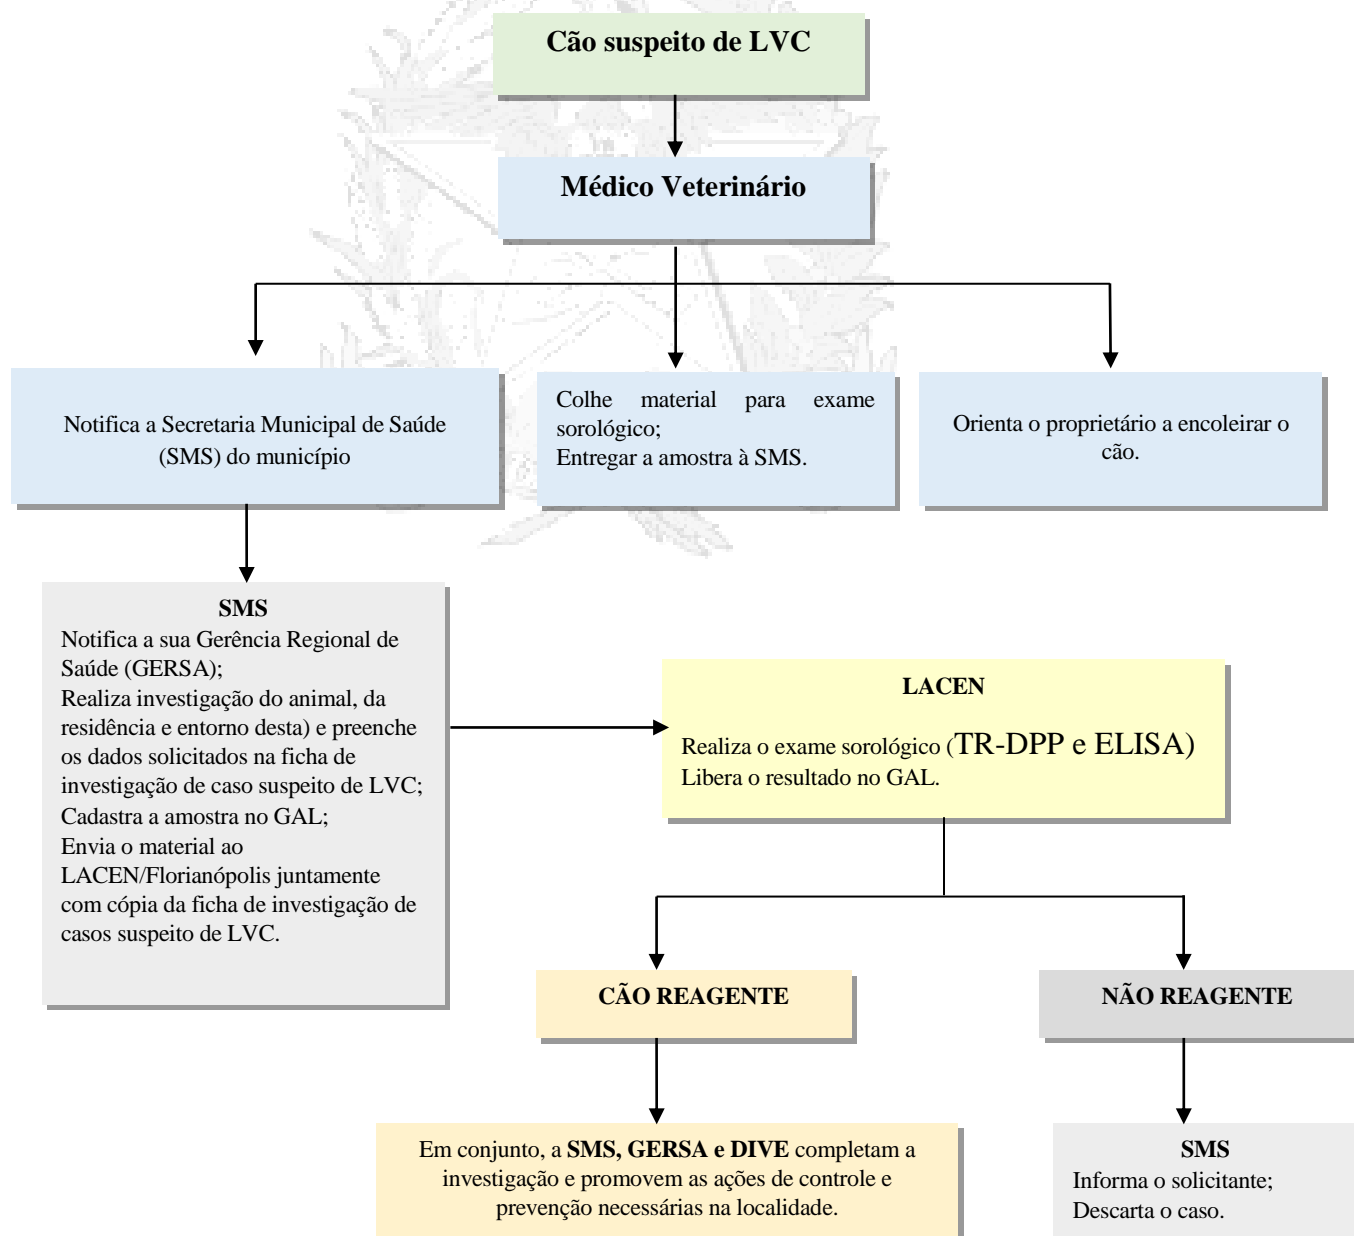 Cão suspeito de LVC
Médico Veterinário
Notifica a Secretaria Municipal de Saúde
(SMS) do município
Colhe material para exame
sorológico;
Entregar a amostra à SMS.
Orienta o proprietário a encoleirar o
cão.
SMS
Notifica a sua Gerência Regional de
Saúde (GERSA);
Realiza investigação do animal, da
residência e entorno desta) e preenche
os dados solicitados na ficha de
investigação de caso suspeito de LVC;
Cadastra a amostra no GAL;
Envia o material ao
LACEN/Florianópolis juntamente
com cópia da ficha de investigação de
casos suspeito de LVC.
LACEN
Realiza o exame sorológico (TR-DPP e ELISA)
Libera o resultado no GAL.
CÃO REAGENTE
NÃO REAGENTE
Em conjunto, a SMS, GERSA e DIVE completam a
investigação e promovem as ações de controle e
prevenção necessárias na localidade.
SMS
Informa o solicitante;
Descarta o caso.